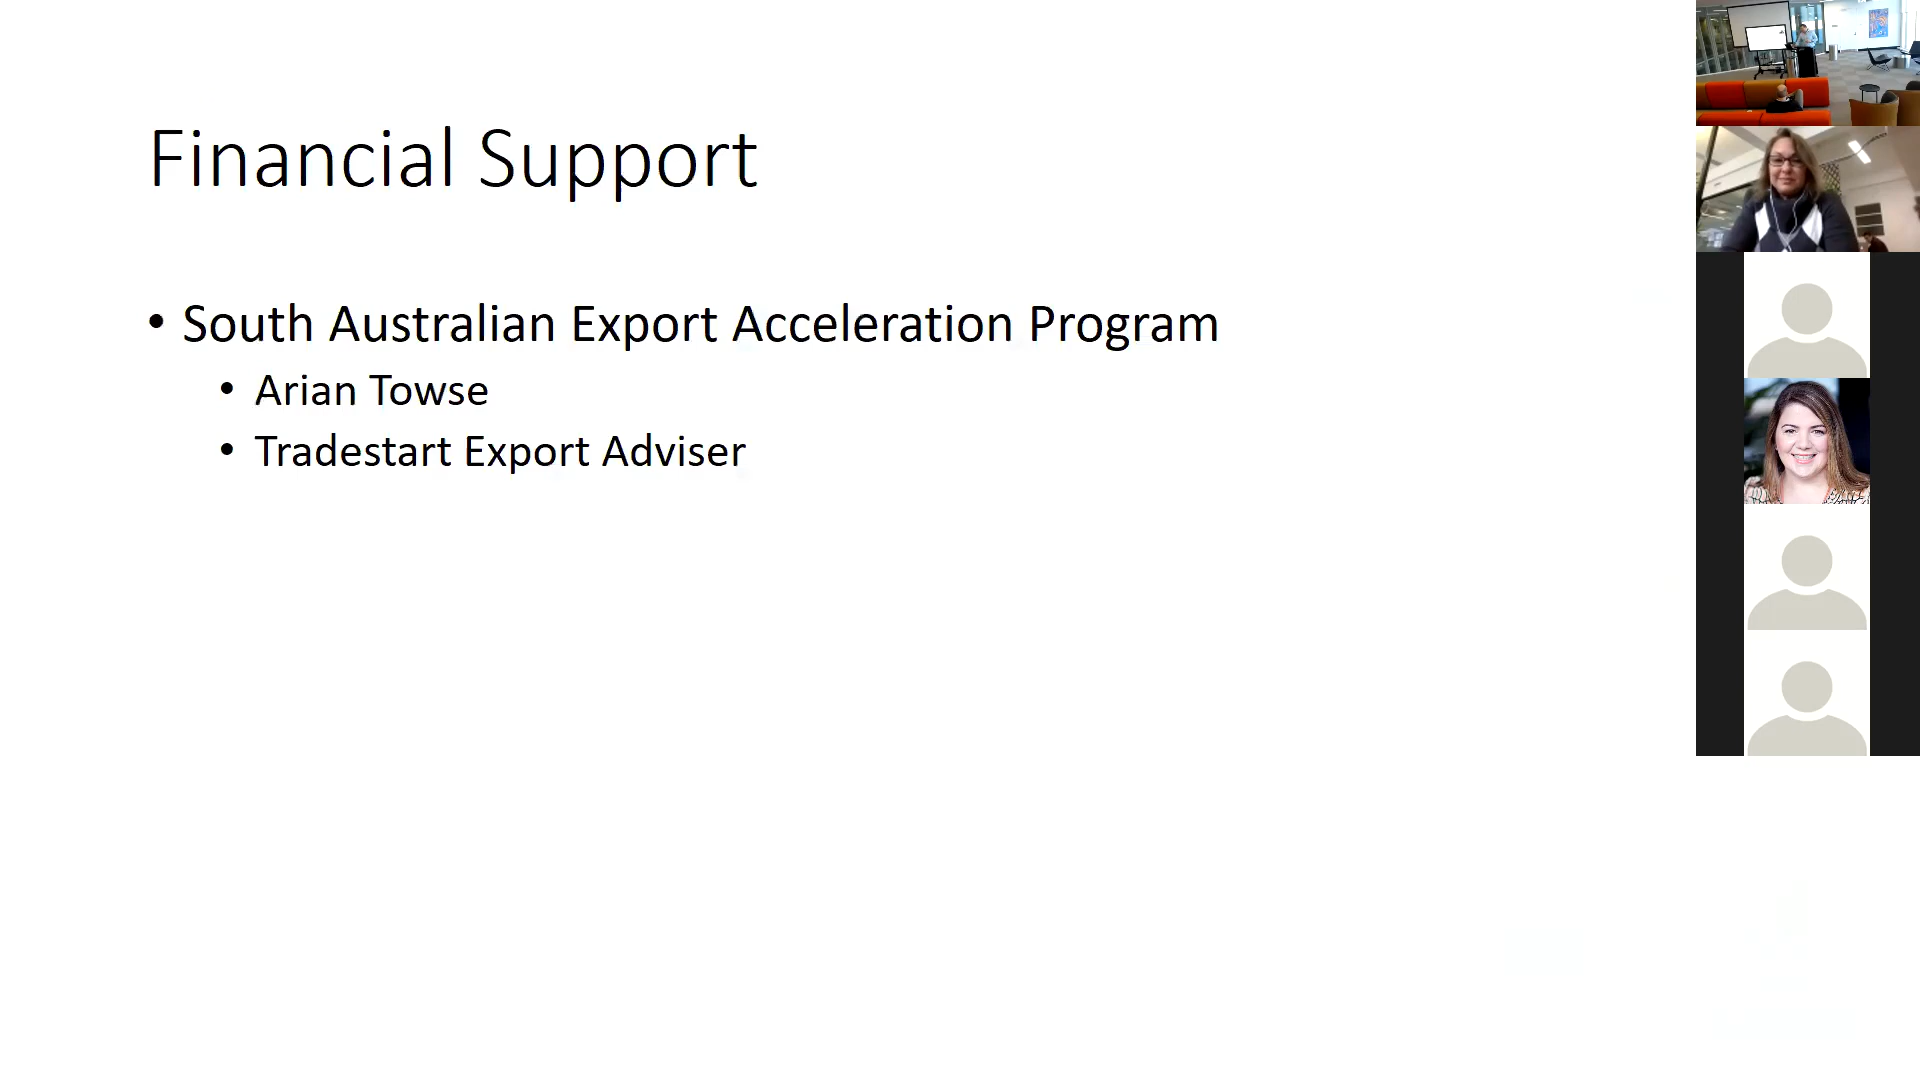 Financial Support
• South Australian Export Acceleration Program
• Arian Towse
• Tradestart Export Adviser